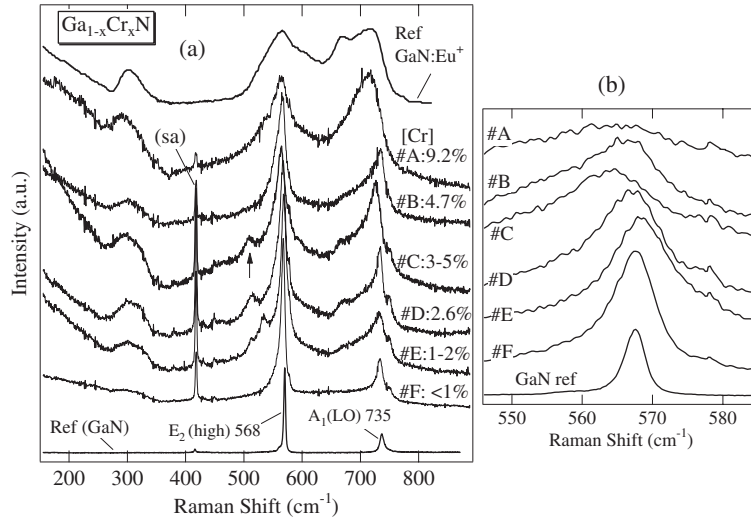 Ga1-xCrxN
(a)
Ref
GaN:Eu+
(sa)
[Cr]
#A:9.2%
#B:4.7%
#C:3-5%
#D:2.6%
#E:1-2%
#F: <1%
Ref (GaN)
E2 (high) 568
A1(LO) 735
Intensity (a.u.)
200 300 400 500 600 700 800
Raman Shift (cm-1)
(b)
#A
#B
#C
#D
#E
#F
GaN ref
550 560 570 580
Raman Shift (cm-1)